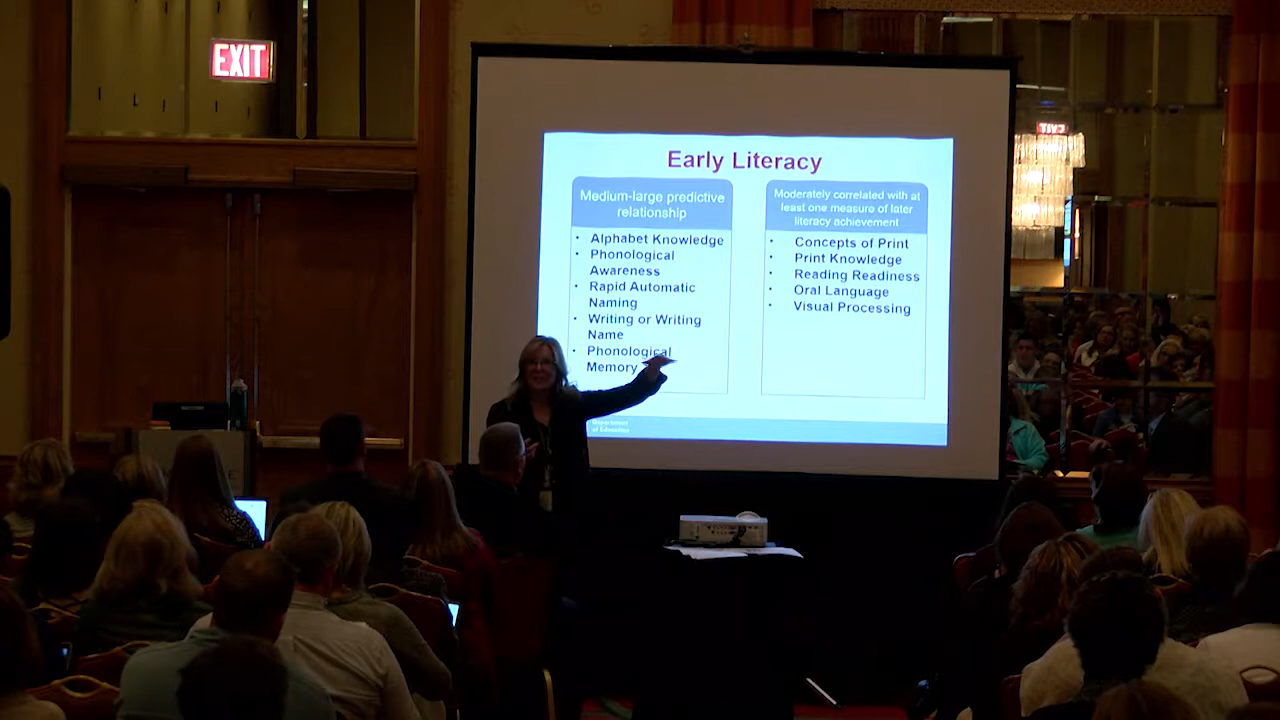 EXIT
Early Literacy
Medium-large predictive
relationship
• Alphabet Knowledge
• Phonological
Awareness
• Rapid Automatic
Naming
• Writing or Writing
Name
• Phonological
Memory
Moderately correlated with at
least one measure of later
literacy achievement
• Concepts of Print
• Print Knowledge
• Reading Readiness
• Oral Language
• Visual Processing
Department
of Education